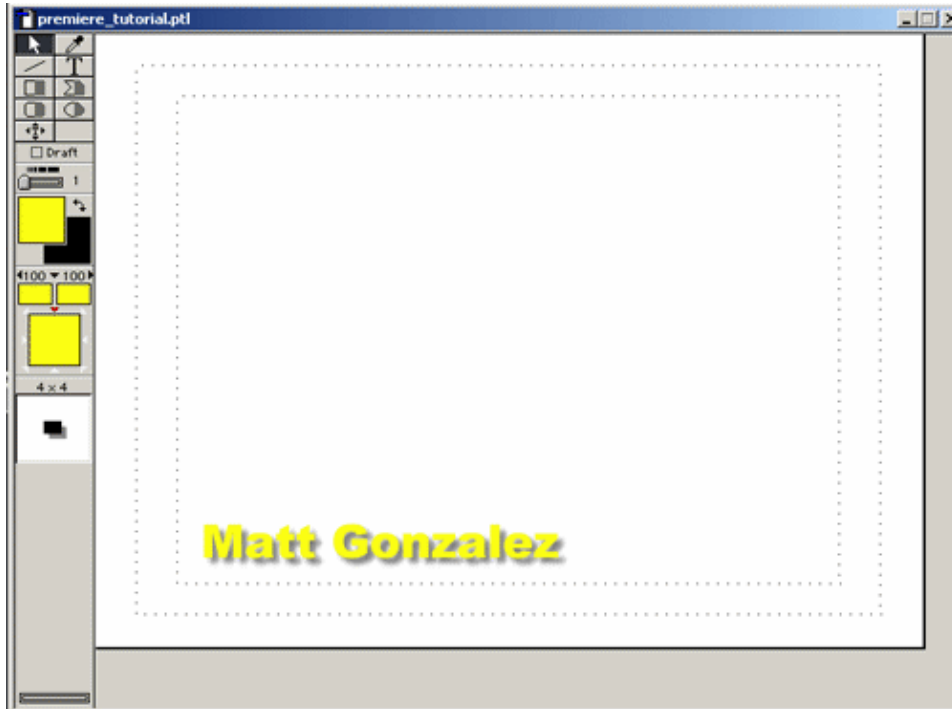 premiere_tutorial.ptl
T
Draft
1
100 100
4 x 4
Matt Gonzalez